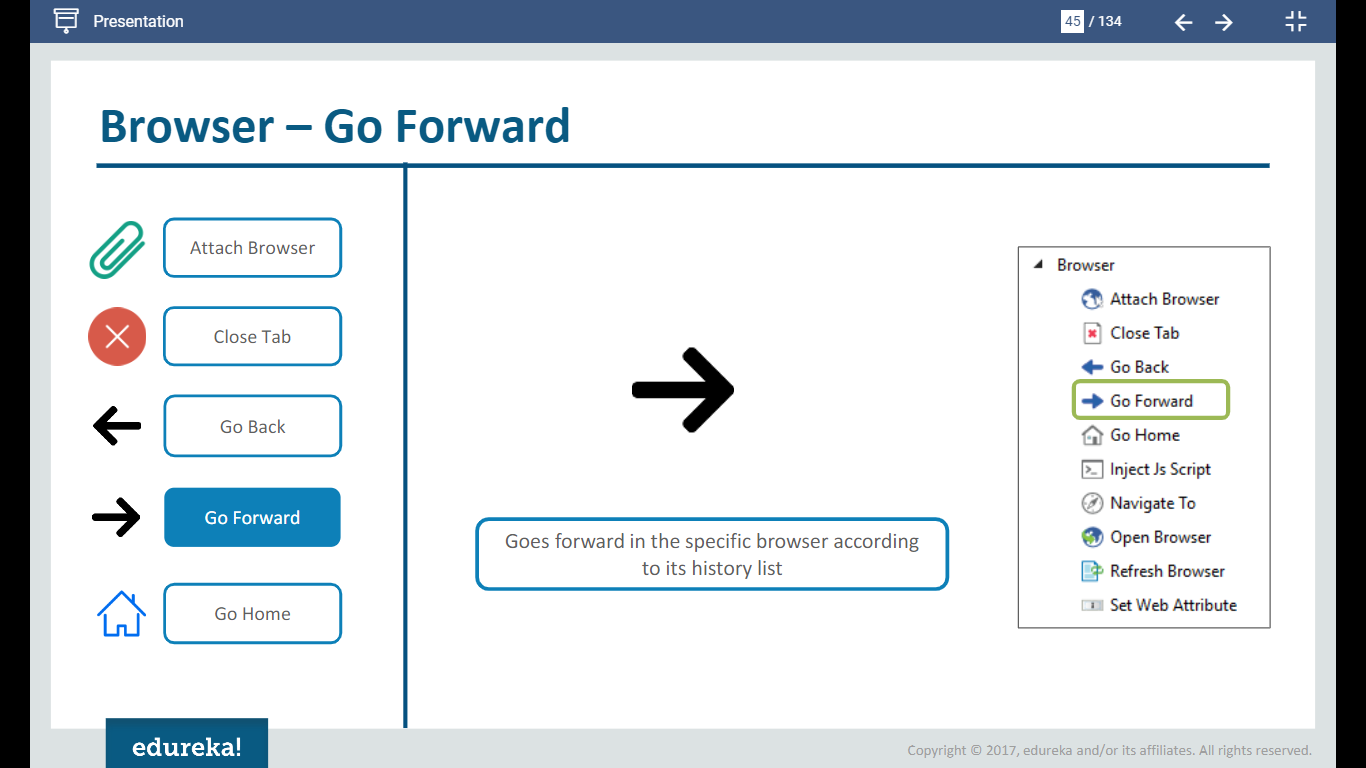 Presentation
45 / 134
Browser – Go Forward
Attach Browser
Close Tab
Go Back
Go Forward
Go Home
Goes forward in the specific browser according
to its history list
Browser
Attach Browser
Close Tab
Go Back
Go Forward
Go Home
Inject Js Script
Navigate To
Open Browser
Refresh Browser
Set Web Attribute
edureka!
Copyright © 2017, edureka and/or its affiliates. All rights reserved.